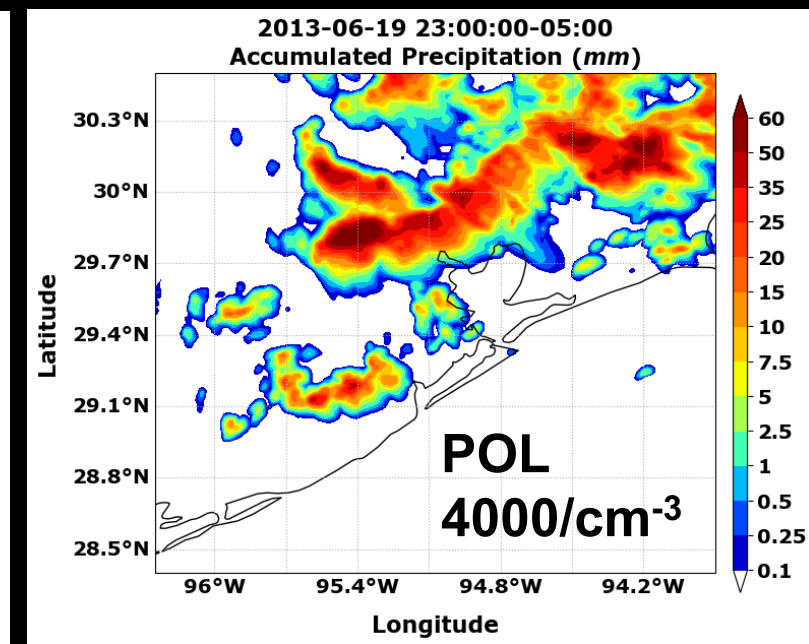 2013-06-19 23:00:00-05:00
Accumulated Precipitation (mm)
30.3°N
30°N
29.7°N
29.4°N
29.1°N
28.8°N
28.5°N
Latitude
96°W 95.4°W 94.8°W 94.2°W
Longitude
POL
4000/cm-3
60
50
35
25
20
15
10
7.5
5
2.5
1
0.5
0.25
0.1